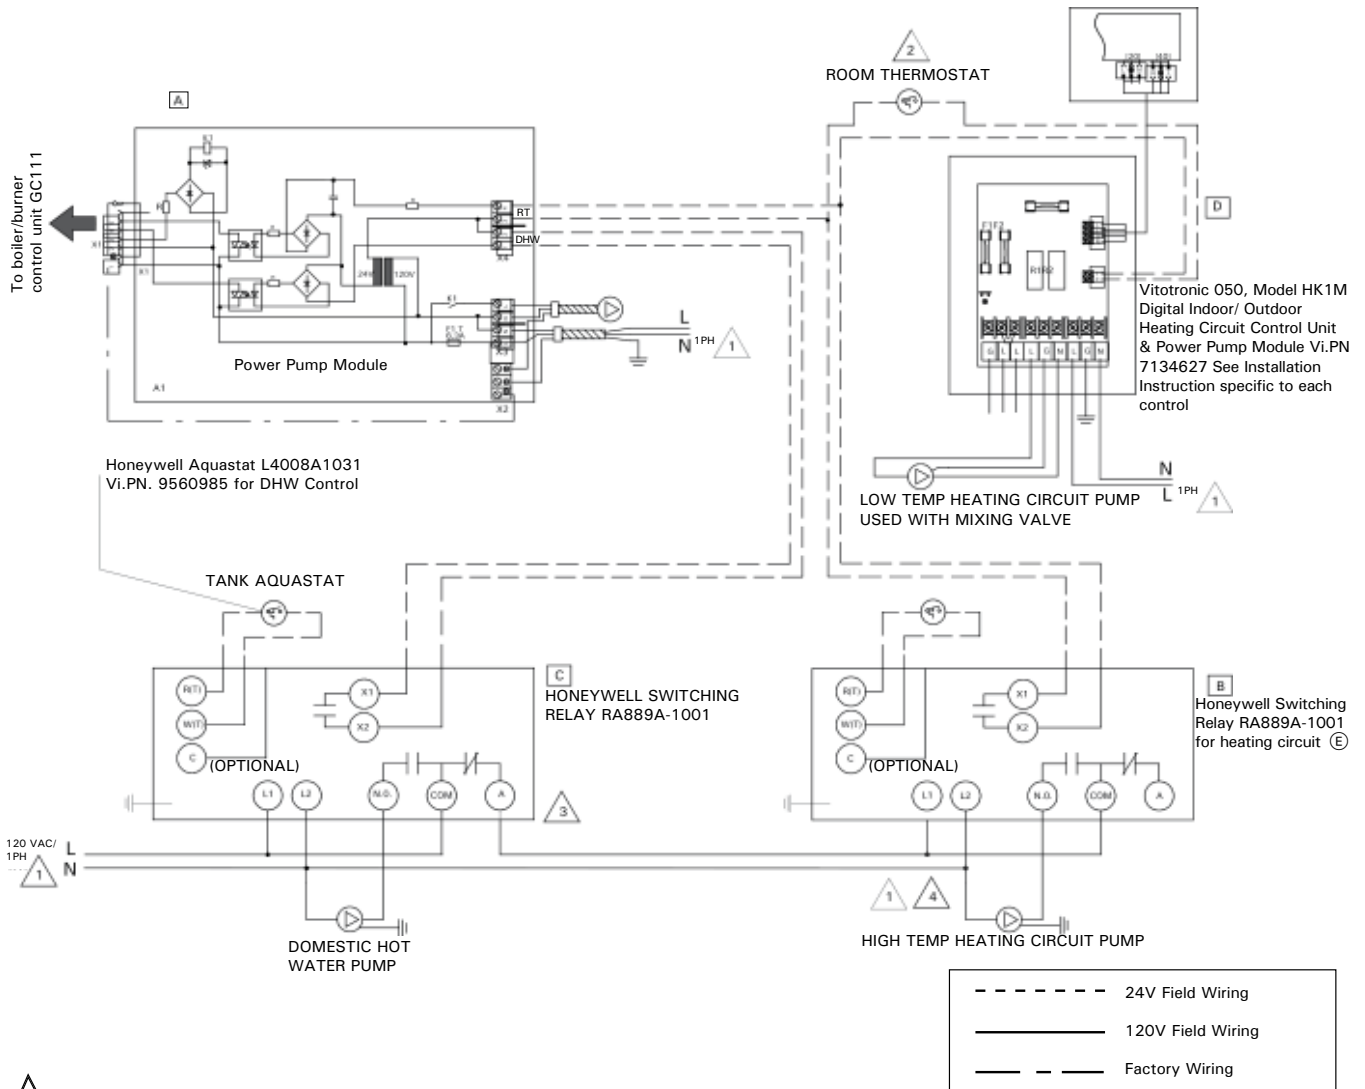 2
ROOM THERMOSTAT
A
To boiler/burner
control unit GC111
K1
R
X1
X1
24V
120V
RT
DHW
X4
K1
F1, T
X3
X2
A1
Power Pump Module
L
N 1PH 1
D
F1F2
R1R2
G L L L G N L G N
Vitotronic 050, Model HK1M
Digital Indoor/ Outdoor
Heating Circuit Control Unit
& Power Pump Module Vi.PN
7134627 See Installation
Instruction specific to each
control
N
L 1PH 1
LOW TEMP HEATING CIRCUIT PUMP
USED WITH MIXING VALVE
Honeywell Aquastat L4008A1031
Vi.PN. 9560985 for DHW Control
TANK AQUASTAT
R(T)
W(T)
C
(OPTIONAL)
X1
X2
L1 L2 N.O. COM A
C
HONEYWELL SWITCHING
RELAY RA889A-1001
3
R(T)
W(T)
C
(OPTIONAL)
X1
X2
L1 L2 N.O. COM A
B
Honeywell Switching
Relay RA889A-1001
for heating circuit E
120 VAC/
1PH
L
N
1
1 4
DOMESTIC HOT
WATER PUMP
HIGH TEMP HEATING CIRCUIT PUMP
24V Field Wiring
120V Field Wiring
Factory Wiring